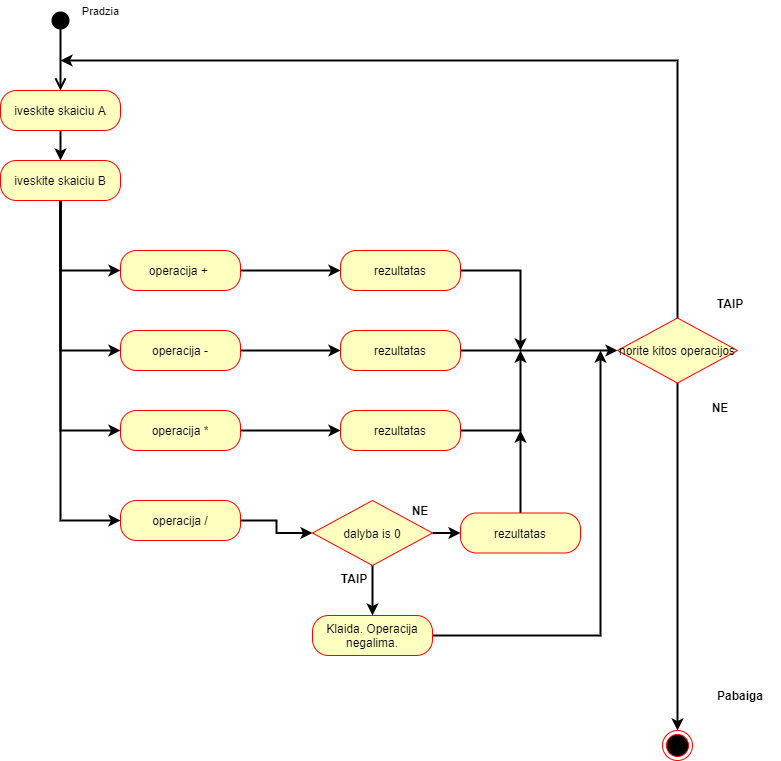 Pradzia
iveskite skaiciu A
iveskite skaiciu B
operacija +
rezultatas
TAIP
operacija -
rezultatas
norite kitos operacijos
NE
operacija *
rezultatas
operacija /
dalyba is 0
NE
rezultatas
TAIP
Klaida. Operacija
negalima.
Pabaiga